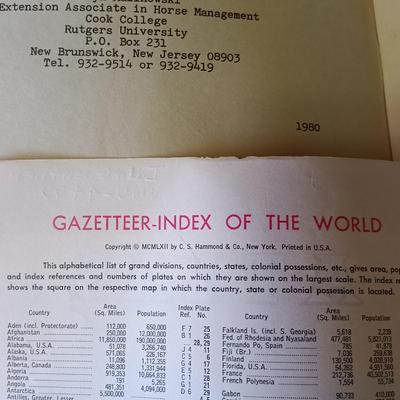 Extension Associate in Horse Management
Cook College
Rutgers University
P.O. Box 231
New Brunswick, New Jersey 08903
Tel. 932-9514 or 932-9419
1980
GAZETTEER-INDEX OF THE WORLD
Copyright © MCMLXII by C. S. Hammond & Co., New York. Printed in U.S.A.
This alphabetical list of grand divisions, countries, states, colonial possessions, etc., gives area, pop
and index references and numbers of plates on which they are shown on the largest scale. The index re
shows the square on the respective map in which the country, state or colonial possession is located.
Country Area (Sq. Miles) Population Index Ref. Plate No.
Aden (incl. Protectorate) 112,000 650,000 F 7 25
Afghanistan 250,000 12,000,000 B 1 26
Africa 11,850,000 190,000,000 ... 28, 29
Alabama, U.S.A. 51,078 3,266,740 J 4 11
Alaska, U.S.A. 571,065 226,167 C 5 6
Albania 11,096 1,112,355 G 4 17
Alberta, Canada 248,800 1,331,944 E 5 12
Algeria 919,353 10,664,833 C 1 28
Andorra 191 5,265 G 1 21
Angola 481,351 4,094,000 D 6 29
Antarctica 5,500,000
Antilles, Greater, Lesser
Country Area (Sq. Miles) Population
Falkland Is. (incl. S. Georgia) 5,618 2,239
Fed. of Rhodesia and Nyasaland 477,481 5,821,013
Fernando Po, Spain 785 41,876
Fiji (Br.) 7,036 259,638
Finland 130,500 4,028,910
Florida, U.S.A. 54,262 4,951,560
France 212,736 40,502,513
French Polynesia 1,554 55,734
Gabon 90,733 410,000